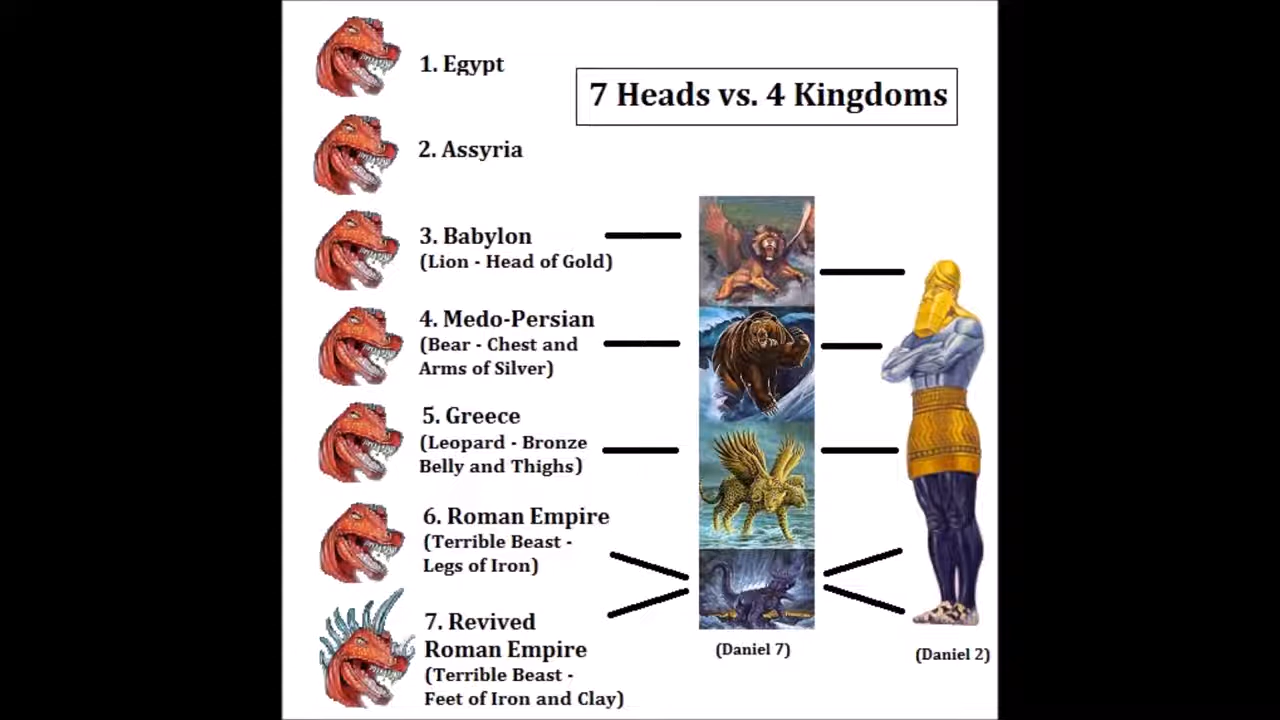 1. Egypt
7 Heads vs. 4 Kingdoms
2. Assyria
3. Babylon
(Lion - Head of Gold)
4. Medo-Persian
(Bear - Chest and
Arms of Silver)
5. Greece
(Leopard - Bronze
Belly and Thighs)
6. Roman Empire
(Terrible Beast -
Legs of Iron)
7. Revived
Roman Empire
(Terrible Beast -
Feet of Iron and Clay)
(Daniel 7)
(Daniel 2)